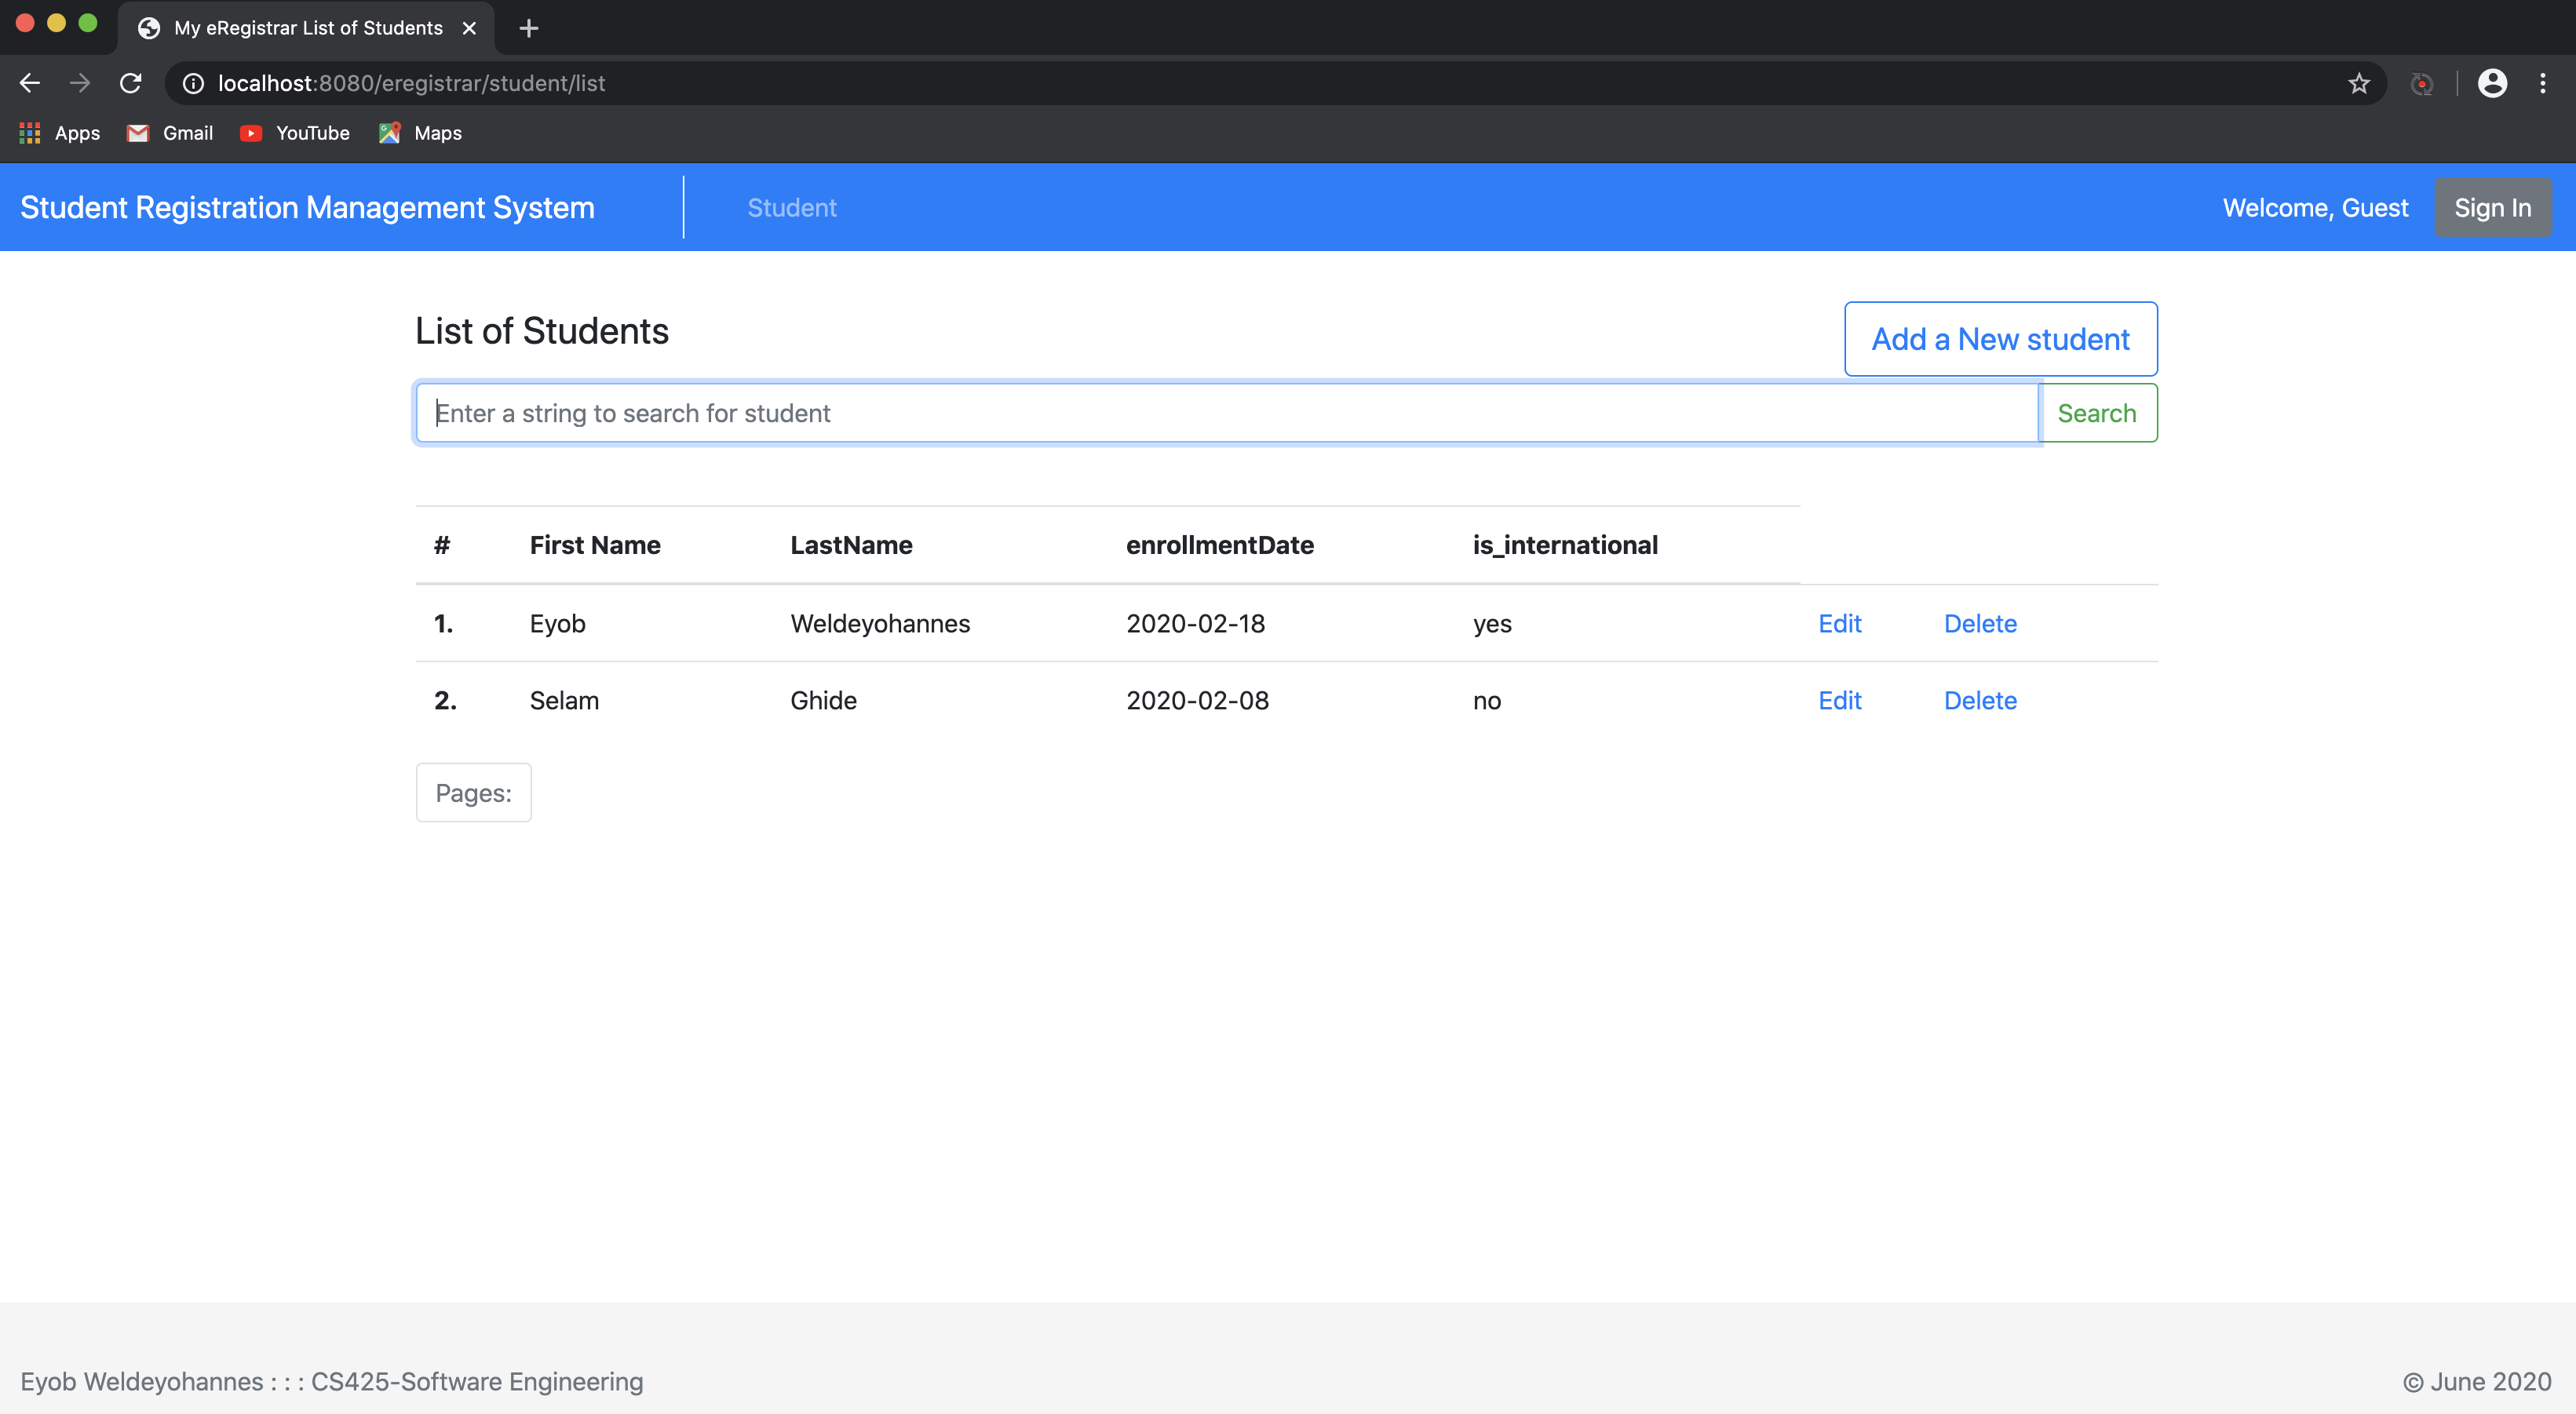 My eRegistrar List of Students
localhost:8080/eregistrar/student/list
Apps Gmail YouTube Maps
Student Registration Management System Student Welcome, Guest Sign In
List of Students Add a New student
Enter a string to search for student Search
# First Name LastName enrollmentDate is_international
1. Eyob Weldeyohannes 2020-02-18 yes Edit Delete
2. Selam Ghide 2020-02-08 no Edit Delete
Pages:
Eyob Weldeyohannes : : : CS425-Software Engineering © June 2020